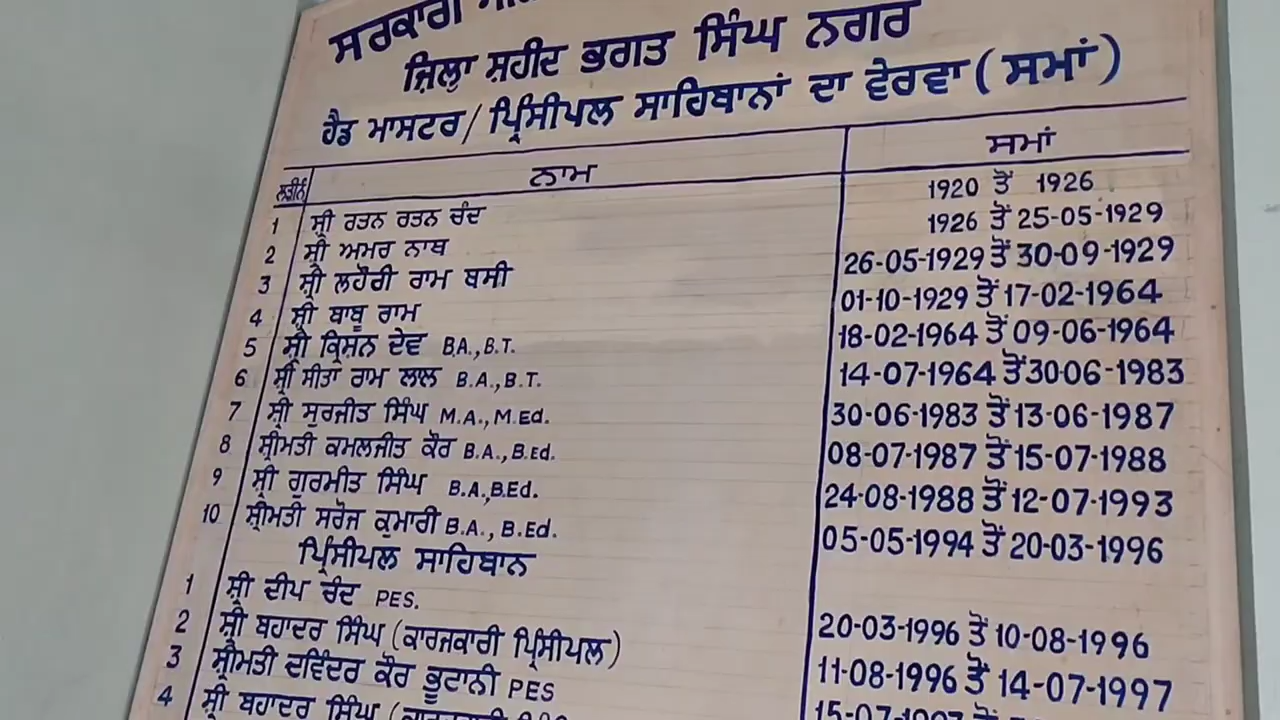 ਸਰਕਾਰੀ
ਜ਼ਿਲ੍ਹਾ ਸ਼ਹੀਦ ਭਗਤ ਸਿੰਘ ਨਗਰ
ਹੈਡ ਮਾਸਟਰ/ਪ੍ਰਿੰਸੀਪਲ ਸਾਹਿਬਾਨਾਂ ਦਾ ਵੇਰਵਾ (ਸਮਾਂ)
ਲੜੀਨੰ ਨਾਮ ਸਮਾਂ
1 ਸ਼੍ਰੀ ਰਤਨ ਰਤਨ ਚੰਦ 1920 ਤੋਂ 1926
2 ਸ਼੍ਰੀ ਅਮਰ ਨਾਥ 1926 ਤੋਂ 25-05-1929
3 ਸ਼੍ਰੀ ਲਹੌਰੀ ਰਾਮ ਬਸੀ 26-05-1929 ਤੋਂ 30-09-1929
4 ਸ਼੍ਰੀ ਬਾਬੂ ਰਾਮ 01-10-1929 ਤੋਂ 17-02-1964
5 ਸ਼੍ਰੀ ਕ੍ਰਿਸ਼ਨ ਦੇਵ B.A.,B.T. 18-02-1964 ਤੋਂ 09-06-1964
6 ਸ਼੍ਰੀ ਸੀਤਾ ਰਾਮ ਲਾਲ B.A.,B.T. 14-07-1964 ਤੋਂ 30-06-1983
7 ਸ਼੍ਰੀ ਸੁਰਜੀਤ ਸਿੰਘ M.A.,M.Ed. 30-06-1983 ਤੋਂ 13-06-1987
8 ਸ਼੍ਰੀਮਤੀ ਕਮਲਜੀਤ ਕੌਰ B.A.,B.Ed. 08-07-1987 ਤੋਂ 15-07-1988
9 ਸ਼੍ਰੀ ਗੁਰਮੀਤ ਸਿੰਘ B.A.,B.Ed. 24-08-1988 ਤੋਂ 12-07-1993
10 ਸ਼੍ਰੀਮਤੀ ਸਰੋਜ ਕੁਮਾਰੀ B.A.,B.Ed. 05-05-1994 ਤੋਂ 20-03-1996
ਪ੍ਰਿੰਸੀਪਲ ਸਾਹਿਬਾਨ
1 ਸ਼੍ਰੀ ਦੀਪ ਚੰਦ PES. 20-03-1996 ਤੋਂ 10-08-1996
2 ਸ਼੍ਰੀ ਬਹਾਦਰ ਸਿੰਘ (ਕਾਰਜਕਾਰੀ ਪ੍ਰਿੰਸੀਪਲ) 11-08-1996 ਤੋਂ 14-07-1997
3 ਸ਼੍ਰੀਮਤੀ ਦਵਿੰਦਰ ਕੌਰ ਭੂਟਾਨੀ PES
4 ਸ਼੍ਰੀ ਬਹਾਦਰ ਸਿੰਘ